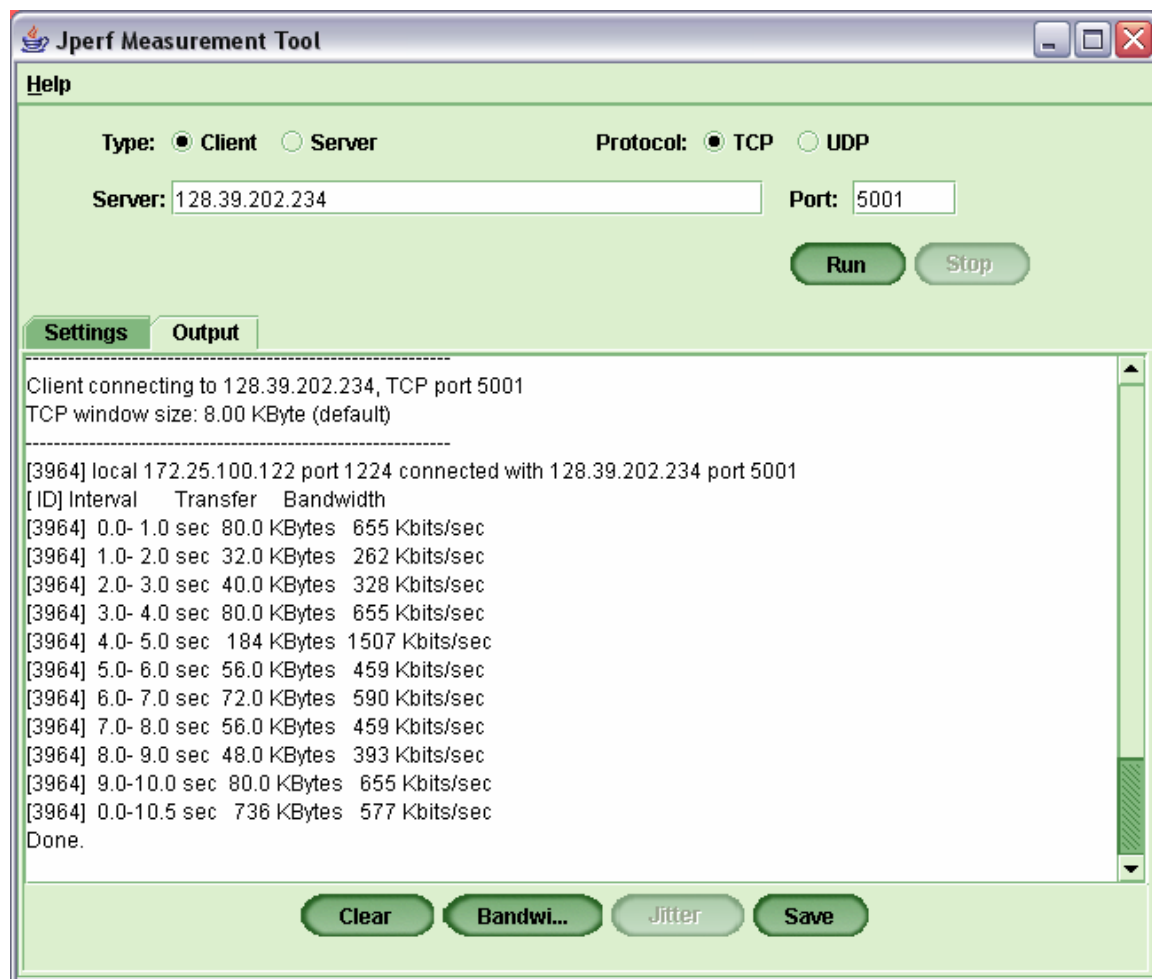 Jperf Measurement Tool
Help
Type: Client Server Protocol: TCP UDP
Server: 128.39.202.234 Port: 5001
Run Stop
Settings Output
------------------------------------------------------------
Client connecting to 128.39.202.234, TCP port 5001
TCP window size: 8.00 KByte (default)
------------------------------------------------------------
[3964] local 172.25.100.122 port 1224 connected with 128.39.202.234 port 5001
[ ID] Interval Transfer Bandwidth
[3964] 0.0- 1.0 sec 80.0 KBytes 655 Kbits/sec
[3964] 1.0- 2.0 sec 32.0 KBytes 262 Kbits/sec
[3964] 2.0- 3.0 sec 40.0 KBytes 328 Kbits/sec
[3964] 3.0- 4.0 sec 80.0 KBytes 655 Kbits/sec
[3964] 4.0- 5.0 sec 184 KBytes 1507 Kbits/sec
[3964] 5.0- 6.0 sec 56.0 KBytes 459 Kbits/sec
[3964] 6.0- 7.0 sec 72.0 KBytes 590 Kbits/sec
[3964] 7.0- 8.0 sec 56.0 KBytes 459 Kbits/sec
[3964] 8.0- 9.0 sec 48.0 KBytes 393 Kbits/sec
[3964] 9.0-10.0 sec 80.0 KBytes 655 Kbits/sec
[3964] 0.0-10.5 sec 736 KBytes 577 Kbits/sec
Done.
Clear Bandwi... Jitter Save